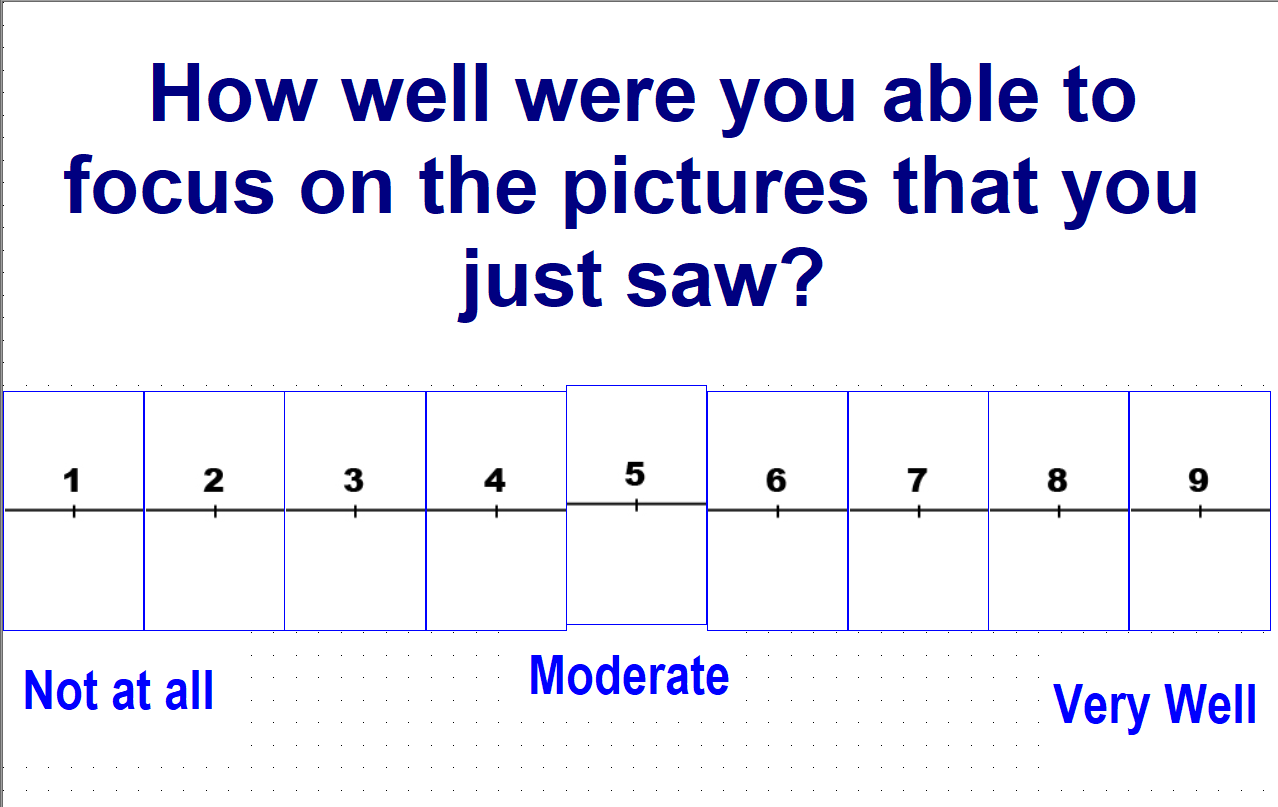 How well were you able to
focus on the pictures that you
just saw?
1 2 3 4 5 6 7 8 9
Not at all Moderate Very Well